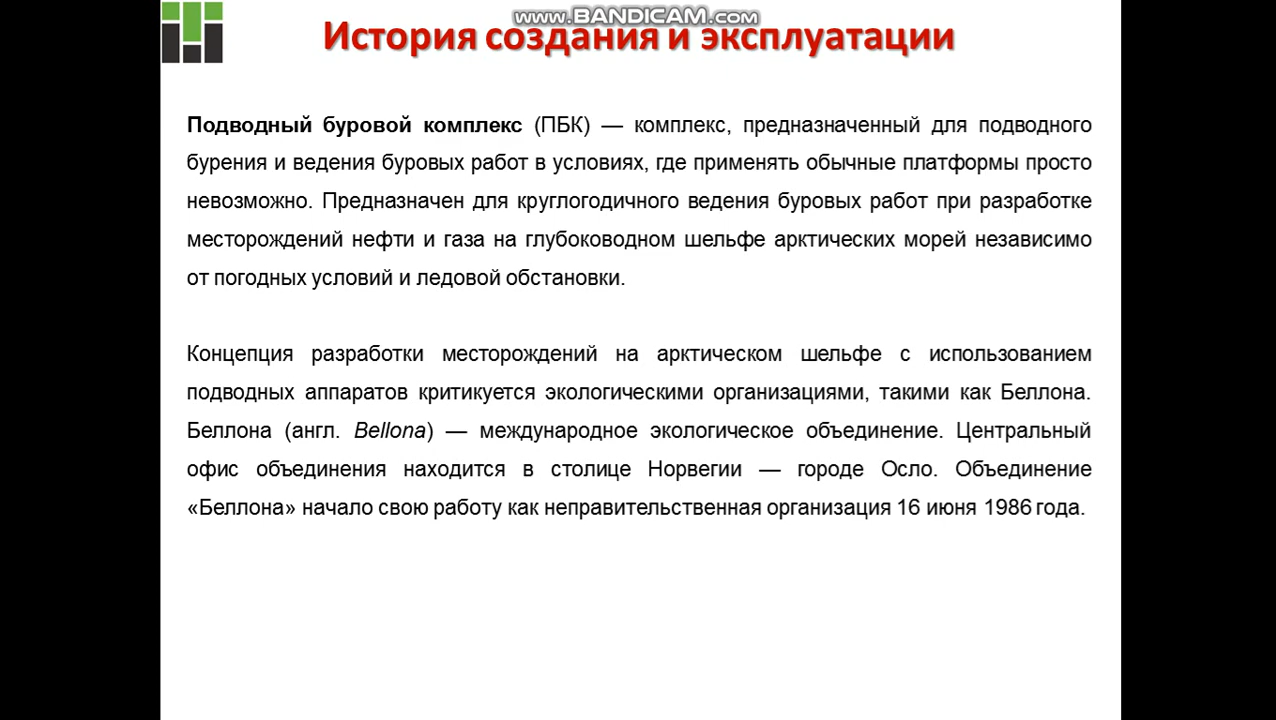 www.BANDICAM.com
История создания и эксплуатации
Подводный буровой комплекс (ПБК) — комплекс, предназначенный для подводного
бурения и ведения буровых работ в условиях, где применять обычные платформы просто
невозможно. Предназначен для круглогодичного ведения буровых работ при разработке
месторождений нефти и газа на глубоководном шельфе арктических морей независимо
от погодных условий и ледовой обстановки.
Концепция разработки месторождений на арктическом шельфе с использованием
подводных аппаратов критикуется экологическими организациями, такими как Беллона.
Беллона (англ. Bellona) — международное экологическое объединение. Центральный
офис объединения находится в столице Норвегии — городе Осло. Объединение
«Беллона» начало свою работу как неправительственная организация 16 июня 1986 года.